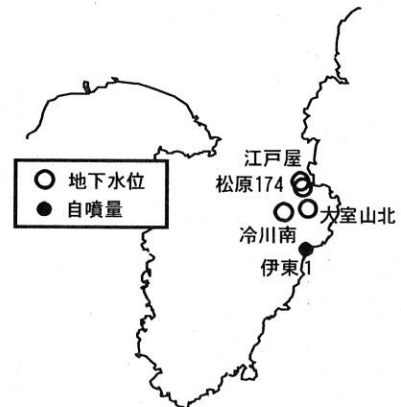 江戸屋
松原174
地下水位
自噴量
大室山北
冷川南
伊東1